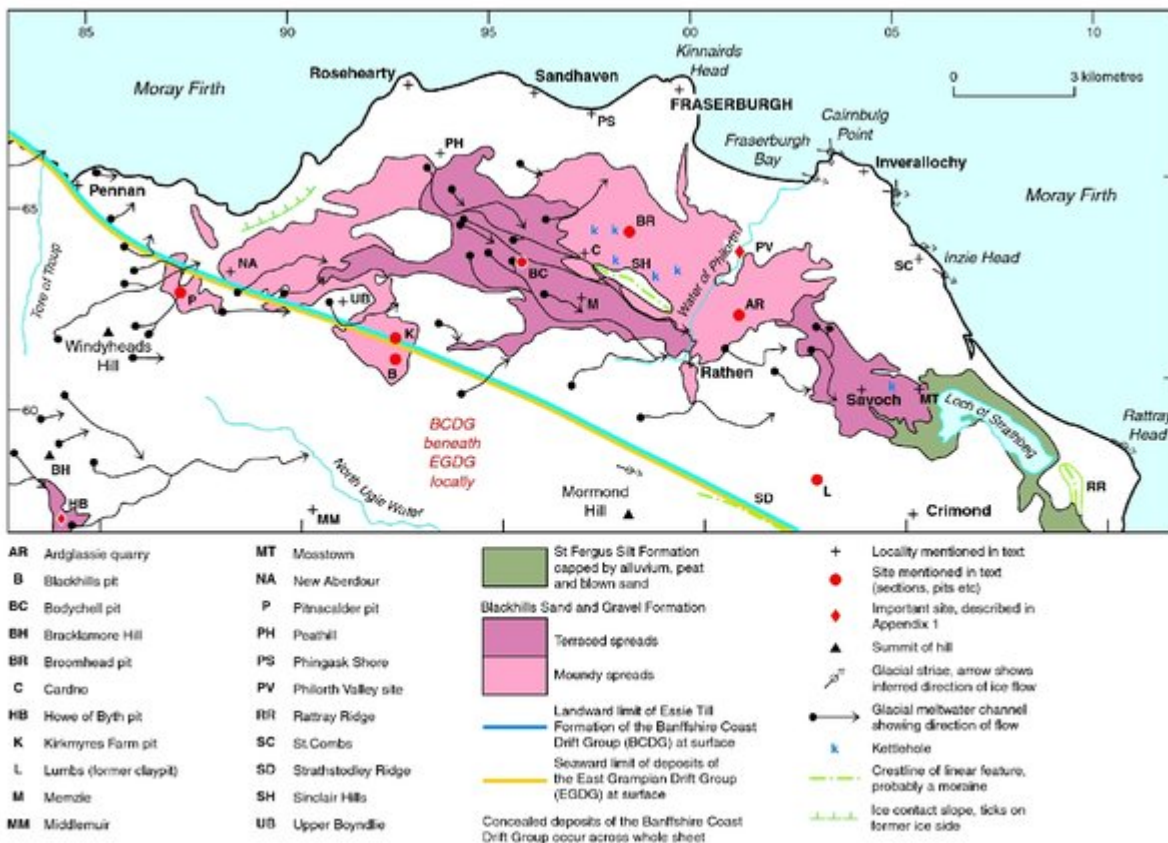 85
90
95
00
05
10
Kinnairds
Head
Rosehearty
Sandhaven
Moray Firth
FRASERBURGH
0
3 kilometres
PS
Cairnbulg
Point
Fraserburgh
Bay
PH
Inverallochy
Pennan
Moray Firth
65
BR
k k
k
k
k
NA
C
SH
PV
Water of Philorth
SC
Inzie Head
Tore of Troup
BC
P
UB
M
AR
K
Windyheads
Hill
B
Rathen
k
Savoch
MT
Loch of Strathbeg
60
Rattray
Head
BCDG
beneath
EGDG
locally
BH
North Ugie Water
HB
Mormond
Hill
SD
L
RR
MM
Crimond
AR Ardglassie quarry
B Blackhills pit
BC Bodychell pit
BH Bracklamore Hill
BR Broomhead pit
C Cardno
HB Howe of Byth pit
K Kirkmyres Farm pit
L Lumbs (former claypit)
M Memzie
MM Middlemuir
MT Mosstown
NA New Aberdour
P Pitnacalder pit
PH Peathill
PS Phingask Shore
PV Philorth Valley site
RR Rattray Ridge
SC St.Combs
SD Strathstodley Ridge
SH Sinclair Hills
UB Upper Boyndlie
St Fergus Silt Formation
capped by alluvium, peat
and blown sand
Blackhills Sand and Gravel Formation
Terraced spreads
Moundy spreads
Landward limit of Essie Till
Formation of the Banffshire Coast
Drift Group (BCDG) at surface
Seaward limit of deposits of
the East Grampian Drift Group
(EGDG) at surface
Concealed deposits of the Banffshire Coast
Drift Group occur across whole sheet
Locality mentioned in text
Site mentioned in text
(sections, pits etc)
Important site, described in
Appendix 1
Summit of hill
Glacial striae, arrow shows
inferred direction of ice flow
Glacial meltwater channel
showing direction of flow
k Kettlehole
Crestline of linear feature,
probably a moraine
Ice contact slope, ticks on
former ice side